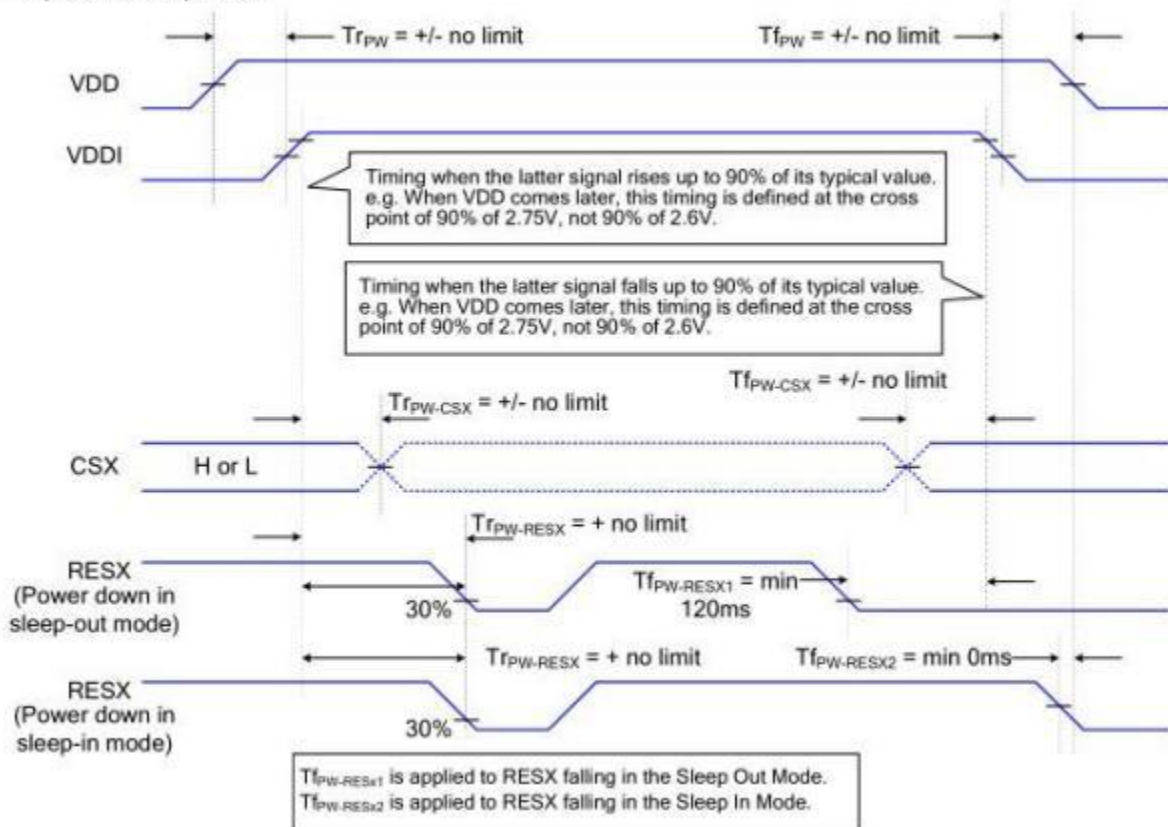 Tr_PW = +/- no limit
Tf_PW = +/- no limit
VDD
VDDI
Timing when the latter signal rises up to 90% of its typical value.
e.g. When VDD comes later, this timing is defined at the cross
point of 90% of 2.75V, not 90% of 2.6V.
Timing when the latter signal falls up to 90% of its typical value.
e.g. When VDD comes later, this timing is defined at the cross
point of 90% of 2.75V, not 90% of 2.6V.
Tf_PW-CSX = +/- no limit
Tr_PW-CSX = +/- no limit
CSX
H or L
Tr_PW-RESX = + no limit
RESX
(Power down in
sleep-out mode)
30%
Tf_PW-RESX1 = min
120ms
Tr_PW-RESX = + no limit
Tf_PW-RESX2 = min 0ms
RESX
(Power down in
sleep-in mode)
30%
Tf_PW-RESx1 is applied to RESX falling in the Sleep Out Mode.
Tf_PW-RESx2 is applied to RESX falling in the Sleep In Mode.